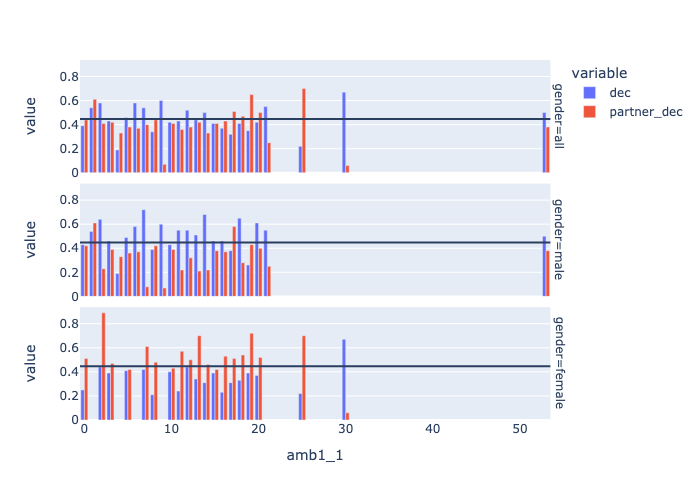 variable
dec
partner_dec
value
0.8
0.6
0.4
0.2
0
gender=all
value
0.8
0.6
0.4
0.2
0
gender=male
value
0.8
0.6
0.4
0.2
0
gender=female
0 10 20 30 40 50
amb1_1